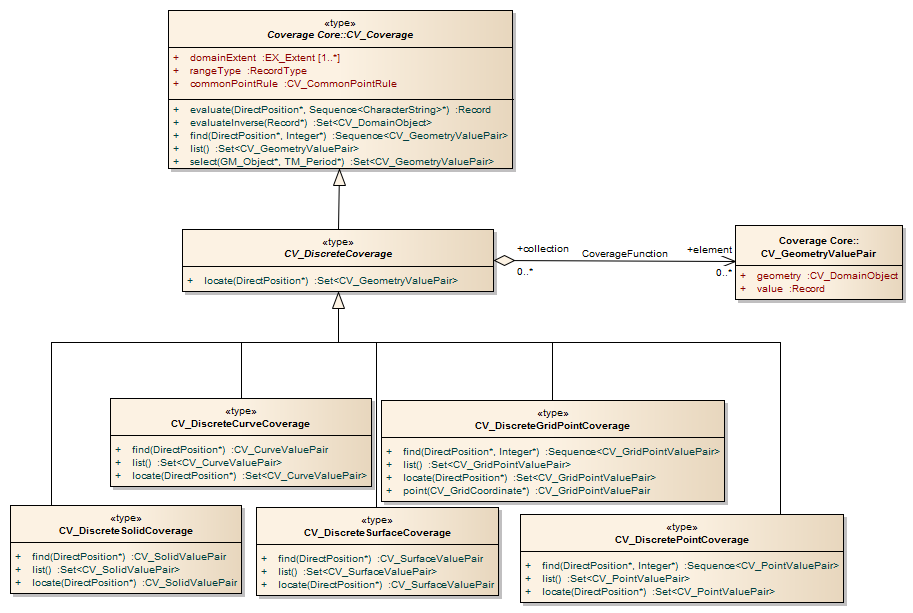 «type»
Coverage Core::CV_Coverage
+ domainExtent :EX_Extent [1..*]
+ rangeType :RecordType
+ commonPointRule :CV_CommonPointRule
+ evaluate(DirectPosition*, Sequence<CharacterString>*) :Record
+ evaluateInverse(Record*) :Set<CV_DomainObject>
+ find(DirectPosition*, Integer*) :Sequence<CV_GeometryValuePair>
+ list() :Set<CV_GeometryValuePair>
+ select(GM_Object*, TM_Period*) :Set<CV_GeometryValuePair>
«type»
CV_DiscreteCoverage
+ locate(DirectPosition*) :Set<CV_GeometryValuePair>
+collection
0..*
CoverageFunction
+element
0..*
Coverage Core::
CV_GeometryValuePair
+ geometry :CV_DomainObject
+ value :Record
«type»
CV_DiscreteCurveCoverage
+ find(DirectPosition*) :CV_CurveValuePair
+ list() :Set<CV_CurveValuePair>
+ locate(DirectPosition*) :Set<CV_CurveValuePair>
«type»
CV_DiscreteGridPointCoverage
+ find(DirectPosition*, Integer*) :Sequence<CV_GridPointValuePair>
+ list() :Set<CV_GridPointValuePair>
+ locate(DirectPosition*) :Set<CV_GridPointValuePair>
+ point(CV_GridCoordinate*) :CV_GridPointValuePair
«type»
CV_DiscreteSolidCoverage
+ find(DirectPosition*) :CV_SolidValuePair
+ list() :Set<CV_SolidValuePair>
+ locate(DirectPosition*) :CV_SolidValuePair
«type»
CV_DiscreteSurfaceCoverage
+ find(DirectPosition*) :CV_SurfaceValuePair
+ list() :Set<CV_SurfaceValuePair>
+ locate(DirectPosition*) :CV_SurfaceValuePair
«type»
CV_DiscretePointCoverage
+ find(DirectPosition*, Integer*) :Sequence<CV_PointValuePair>
+ list() :Set<CV_PointValuePair>
+ locate(DirectPosition*) :Set<CV_PointValuePair>